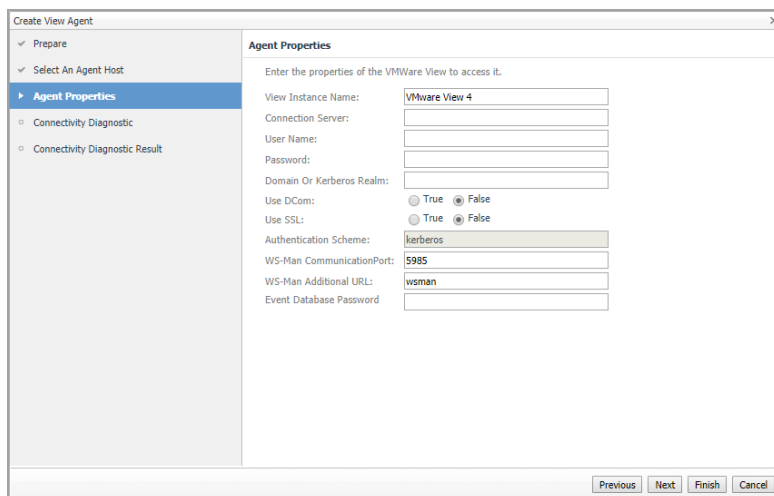 Create View Agent
Prepare
Select An Agent Host
Agent Properties
Connectivity Diagnostic
Connectivity Diagnostic Result
Agent Properties
Enter the properties of the VMWare View to access it.
View Instance Name: VMware View 4
Connection Server:
User Name:
Password:
Domain Or Kerberos Realm:
Use DCom: True False
Use SSL: True False
Authentication Scheme: kerberos
WS-Man CommunicationPort: 5985
WS-Man Additional URL: wsman
Event Database Password
Previous Next Finish Cancel